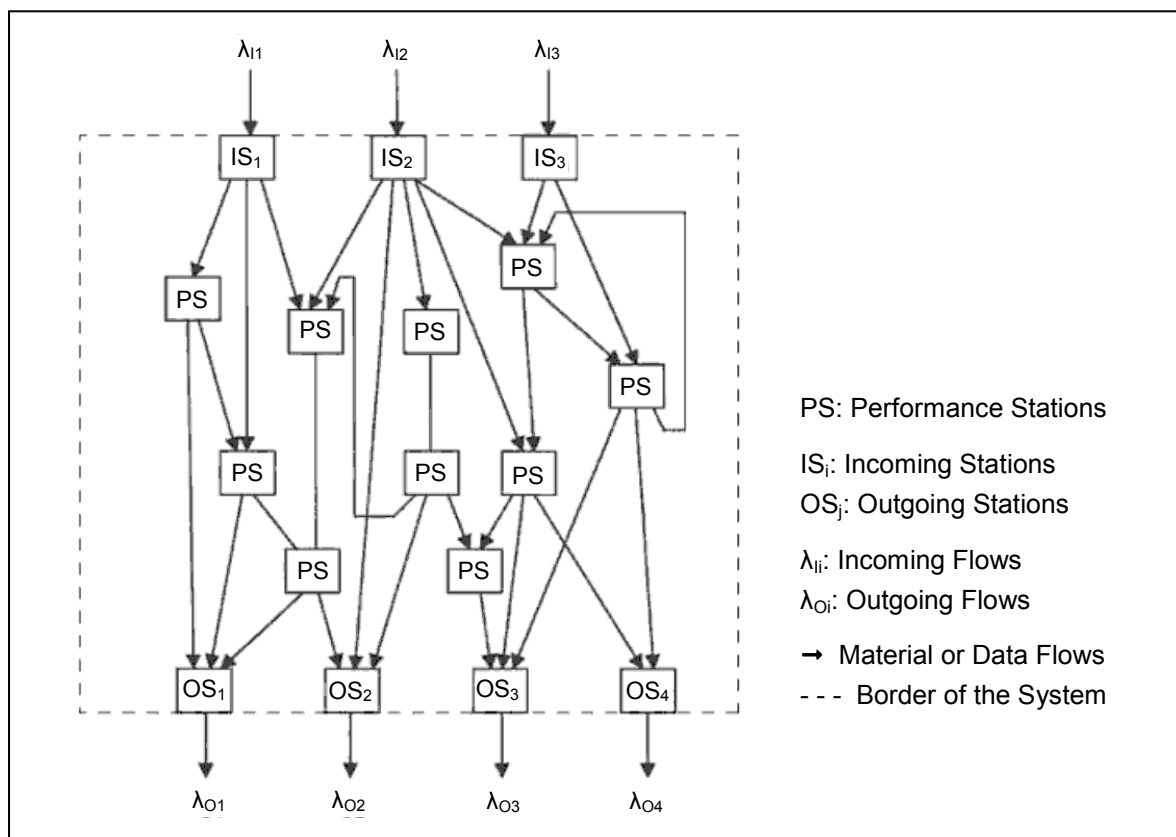 λI1 λI2 λI3
IS1 IS2 IS3
PS
PS
PS PS
PS
PS PS PS
PS PS
OS1 OS2 OS3 OS4
λO1 λO2 λO3 λO4
PS: Performance Stations
ISi: Incoming Stations
OSj: Outgoing Stations
λIi: Incoming Flows
λOi: Outgoing Flows
→ Material or Data Flows
- - - Border of the System